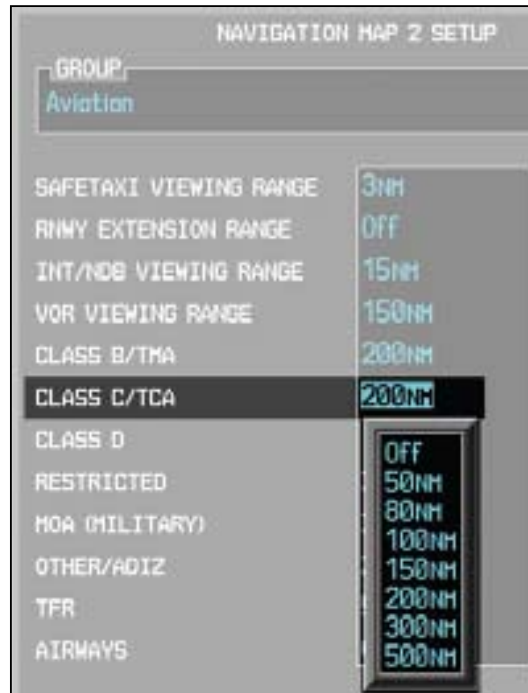 NAVIGATION MAP 2 SETUP
GROUP
Aviation
SAFETAXI VIEWING RANGE 3NM
RNWY EXTENSION RANGE Off
INT/NDB VIEWING RANGE 15NM
VOR VIEWING RANGE 150NM
CLASS B/TMA 200NM
CLASS C/TCA 200NM
CLASS D
Off
RESTRICTED
50NM
80NM
MOA (MILITARY)
100NM
OTHER/ADIZ
150NM
TFR
200NM
300NM
AIRWAYS
500NM